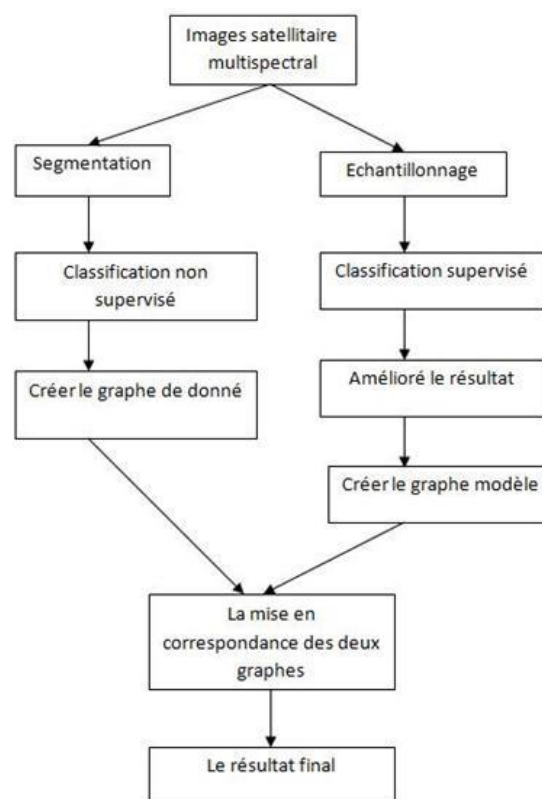 Images satellitaire
multispectral
Segmentation
Echantillonnage
Classification non
supervisé
Classification supervisé
Créer le graphe de donné
Amélioré le résultat
Créer le graphe modèle
La mise en
correspondance des deux
graphes
Le résultat final